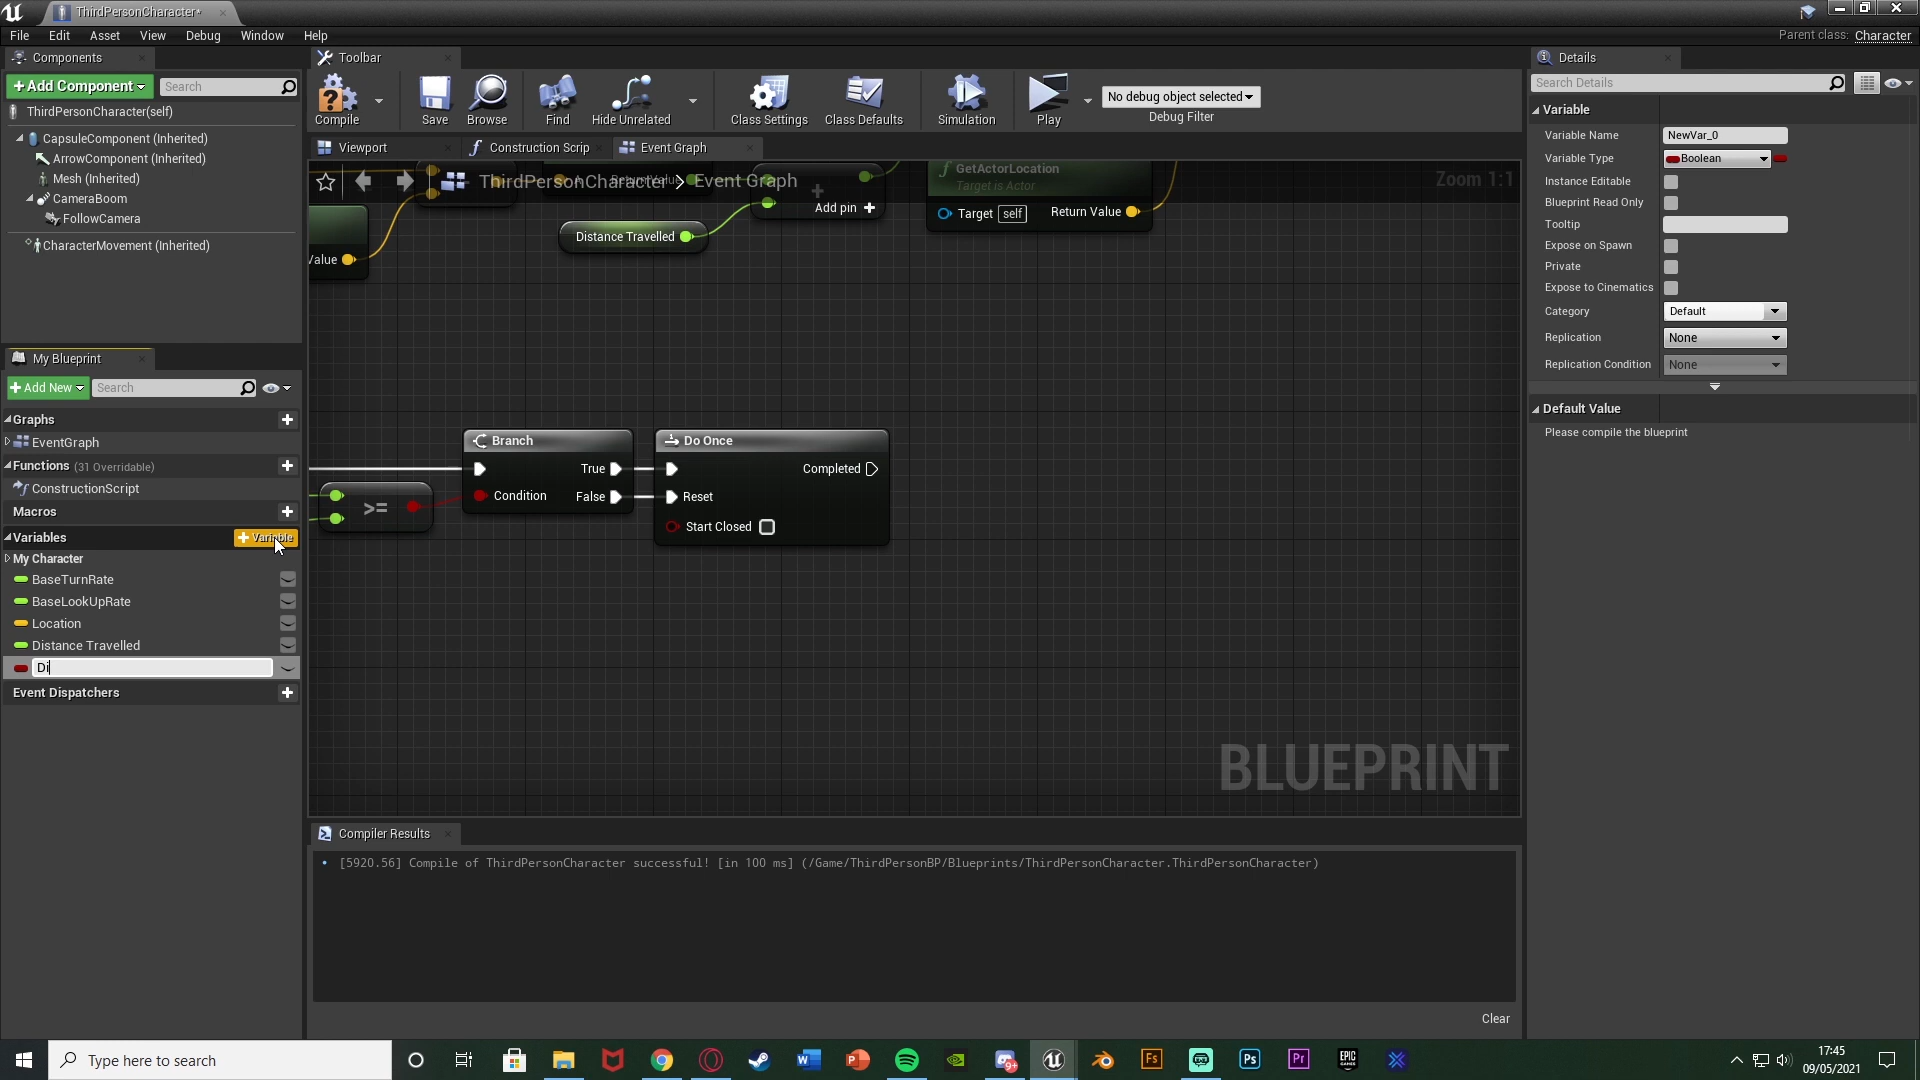 ThirdPersonCharacter*
File Edit Asset View Debug Window Help
Parent class: Character
Components
+ Add Component
Search
ThirdPersonCharacter(self)
CapsuleComponent (Inherited)
ArrowComponent (Inherited)
Mesh (Inherited)
CameraBoom
FollowCamera
CharacterMovement (Inherited)
My Blueprint
+ Add New
Search
Graphs
EventGraph
Functions (31 Overridable)
ConstructionScript
Macros
Variables
+ Variable
My Character
BaseTurnRate
BaseLookUpRate
Location
Distance Travelled
Di
Event Dispatchers
Toolbar
Compile
Save
Browse
Find
Hide Unrelated
Class Settings
Class Defaults
Simulation
Play
No debug object selected
Debug Filter
Viewport
Construction Scrip
Event Graph
ThirdPersonCharacter > Event Graph
Zoom 1:1
Add pin +
Distance Travelled
GetActorLocation
Target is Actor
Target self
Return Value
Value
>=
Branch
True
Condition
False
Do Once
Completed
Reset
Start Closed
BLUEPRINT
Compiler Results
[5920.56] Compile of ThirdPersonCharacter successful! [in 100 ms] (/Game/ThirdPersonBP/Blueprints/ThirdPersonCharacter.ThirdPersonCharacter)
Clear
Details
Search Details
Variable
Variable Name NewVar_0
Variable Type Boolean
Instance Editable
Blueprint Read Only
Tooltip
Expose on Spawn
Private
Expose to Cinematics
Category Default
Replication None
Replication Condition None
Default Value
Please compile the blueprint
Type here to search
17:45
09/05/2021